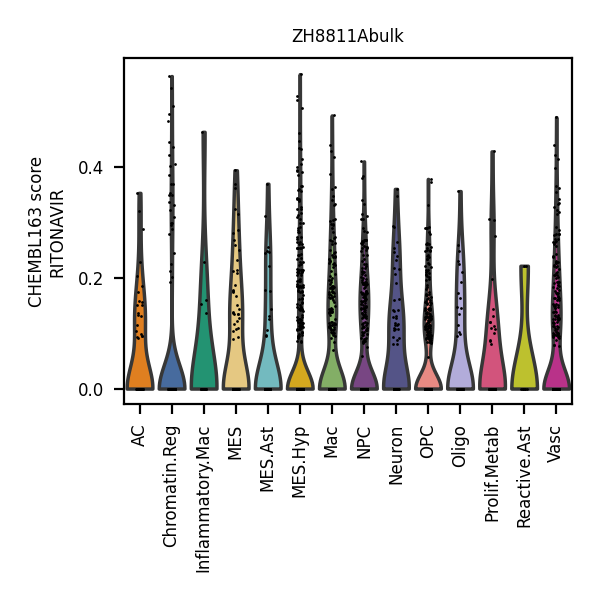 ZH8811Abulk
CHEMBL163 score
RITONAVIR
0.4
0.2
0.0
AC
Chromatin.Reg
Inflammatory.Mac
MES
MES.Ast
MES.Hyp
Mac
NPC
Neuron
OPC
Oligo
Prolif.Metab
Reactive.Ast
Vasc